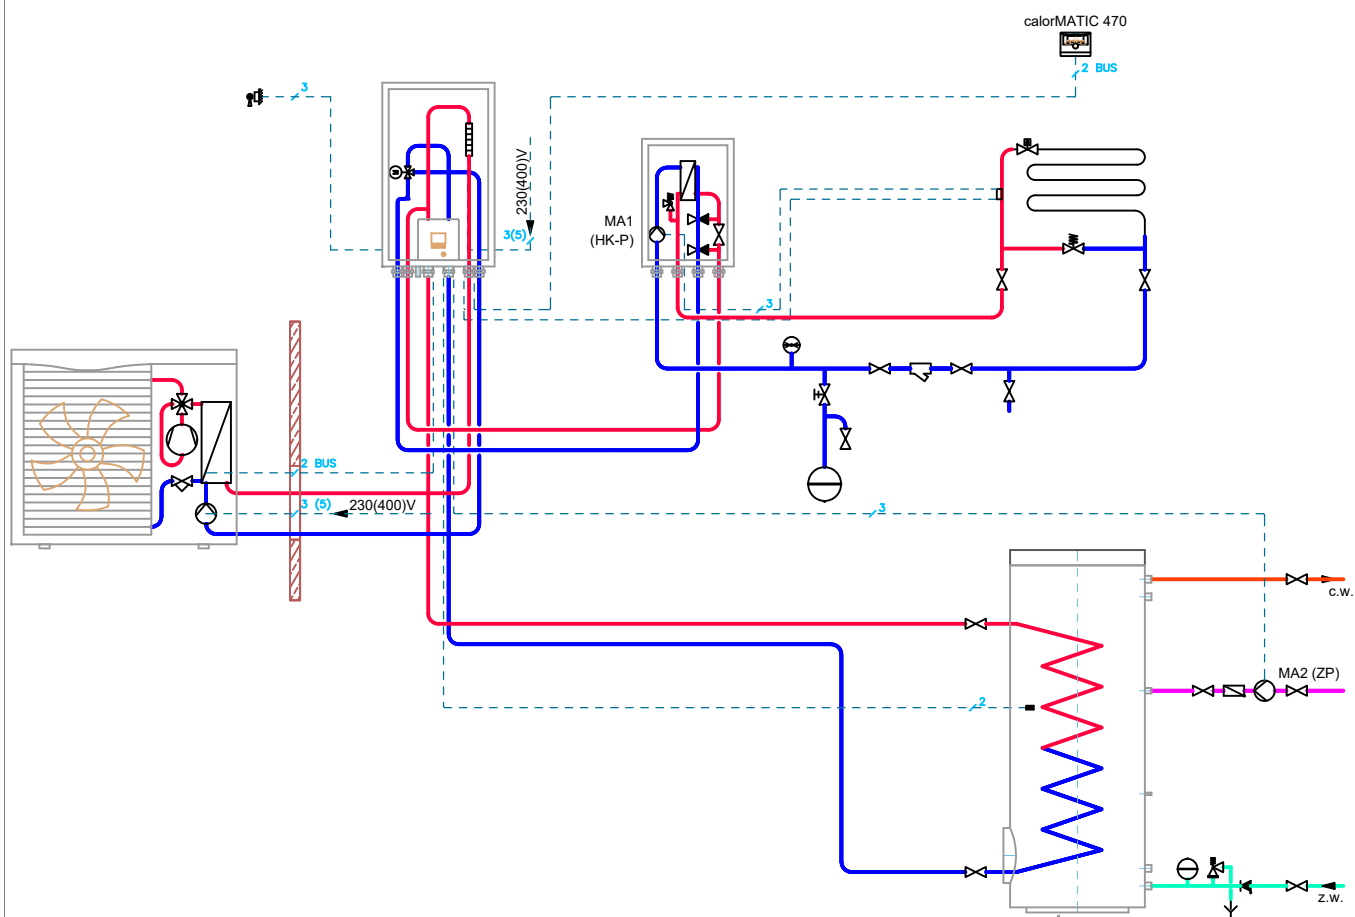 calorMATIC 470
2 BUS
3
230(400)V
3(5)
MA1
(HK-P)
3
2 BUS
3 (5)
230(400)V
3
c.w.
MA2 (ZP)
2
z.w.